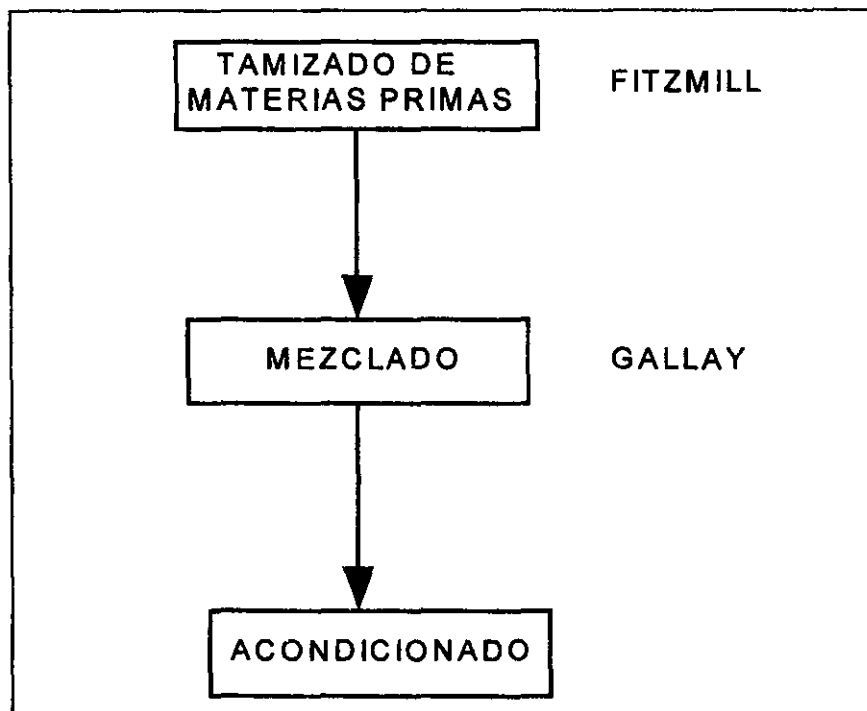 TAMIZADO DE
MATERIAS PRIMAS
FITZMILL
MEZCLADO
GALLAY
ACONDICIONADO